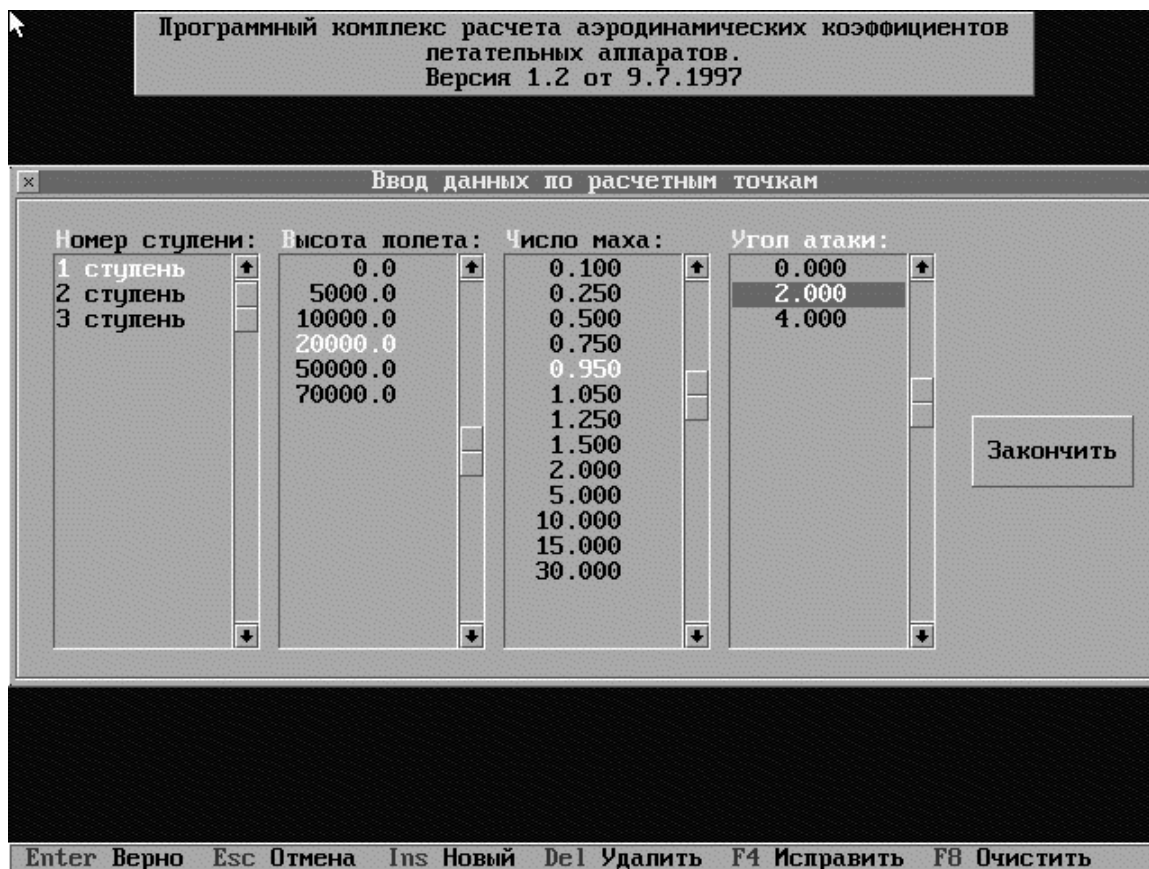 Программный комплекс расчета аэродинамических коэффициентов
летательных аппаратов.
Версия 1.2 от 9.7.1997
Ввод данных по расчетным точкам
Номер ступени: Высота полета: Число маха: Угол атаки:
1 ступень 0.0 0.100 0.000
2 ступень 5000.0 0.250 2.000
3 ступень 10000.0 0.500 4.000
20000.0 0.750
50000.0 0.950
70000.0 1.050
1.250
1.500
2.000
5.000
10.000
15.000
30.000
Закончить
Enter Верно Esc Отмена Ins Новый Del Удалить F4 Исправить F8 Очистить